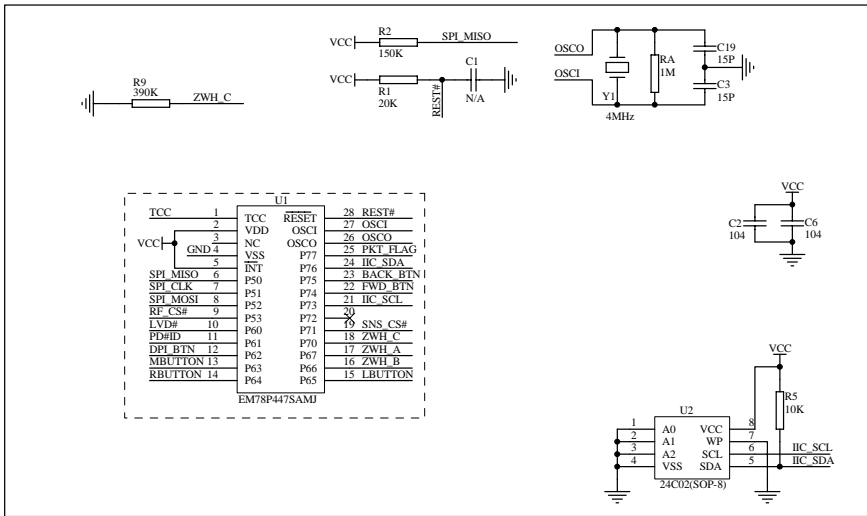 R2
VCC
SPI_MISO
150K
OSCO
C19
15P
RA
1M
R9
390K
ZWH_C
VCC
R1
20K
REST#
C1
N/A
OSCI
Y1
4MHz
C3
15P
U1
TCC 1 TCC RESET 28 REST#
2 VDD OSCI 27 OSCI
3 NC OSCO 26 OSCO
VCC
GND 4 VSS P77 25 PKT_FLAG
5 INT P76 24 IIC_SDA
SPI_MISO 6 P50 P75 23 BACK_BTN
SPI_CLK 7 P51 P74 22 FWD_BTN
SPI_MOSI 8 P52 P73 21 IIC_SCL
RF_CS# 9 P53 P72 20
LVD# 10 P60 P71 19 SNS_CS#
PD#ID 11 P61 P70 18 ZWH_C
DPI_BTN 12 P62 P67 17 ZWH_A
MBUTTON 13 P63 P66 16 ZWH_B
RBUTTON 14 P64 P65 15 LBUTTON
EM78P447SAMJ
VCC
C2
104
C6
104
VCC
R5
10K
U2
1 A0 VCC 8
2 A1 WP 7
3 A2 SCL 6 IIC_SCL
4 VSS SDA 5 IIC_SDA
24C02(SOP-8)